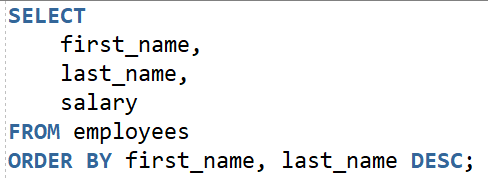 SELECT
    first_name,
    last_name,
    salary
FROM employees
ORDER BY first_name, last_name DESC;